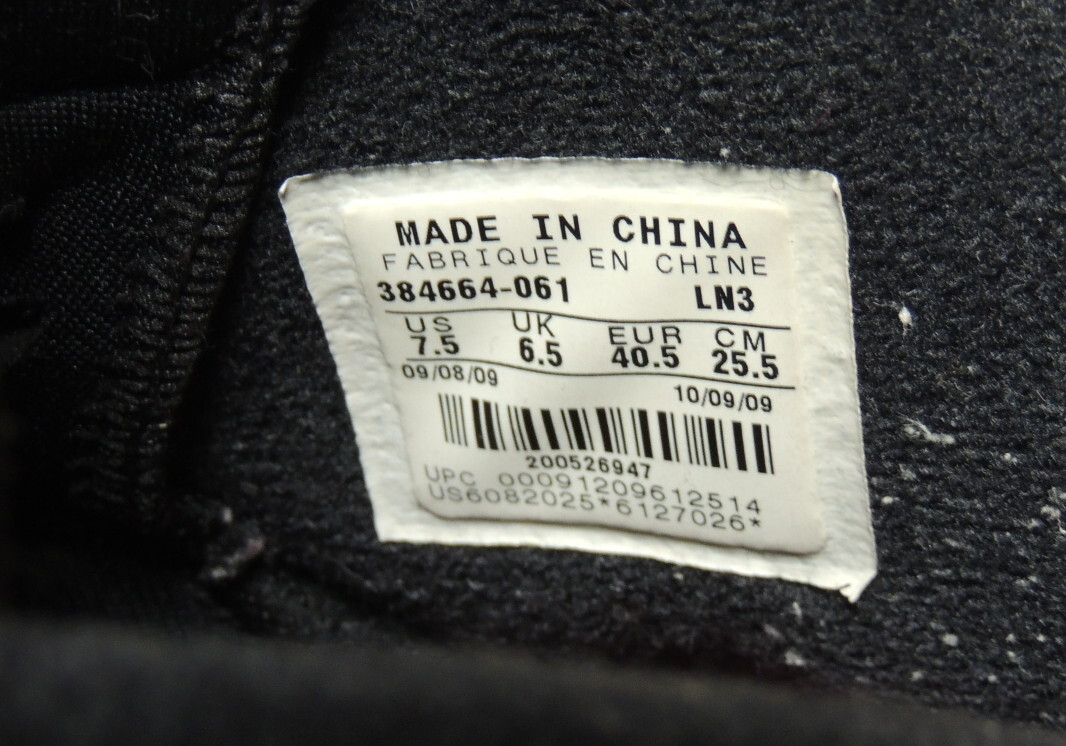 MADE IN CHINA
FABRIQUE EN CHINE
384664-061 LN3
US UK EUR CM
7.5 6.5 40.5 25.5
09/08/09 10/09/09
200526947
UPC 00091209612514
US6082025*6127026*